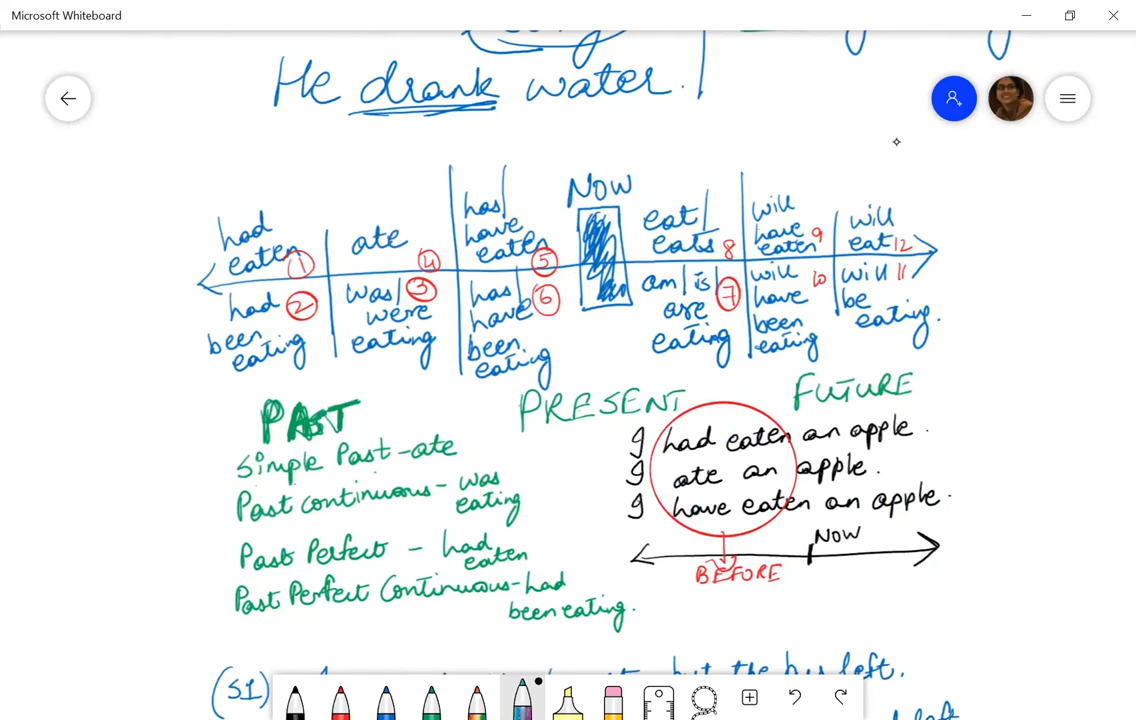 Microsoft Whiteboard
He drank water.
NOW
had eaten 1
ate 4
has/ have eaten 5
eat/ eats 8
will have eaten 9
will eat 12
had been eating 2
was/ were eating 3
has/ have been eating 6
am/is are eating 7
will have been eating 10
will be eating 11
PAST
PRESENT
FUTURE
Simple Past - ate
Past continuous - was eating
Past Perfect - had eaten
Past Perfect Continuous - had been eating.
I had eaten an apple.
I ate an apple.
I have eaten an apple.
NOW
BEFORE
(S1) but the bus left.
left